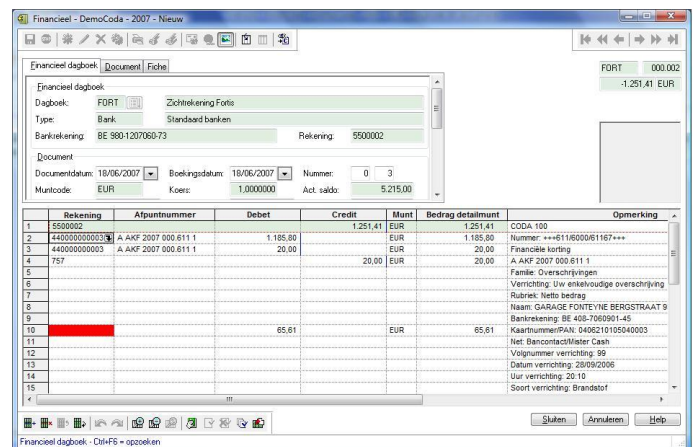 Financieel - DemoCoda - 2007 - Nieuw
Financieel dagboek Document Fiche
FORT 000.002
-1.251,41 EUR
Financieel dagboek
Dagboek: FORT Zichtrekening Fortis
Type: Bank Standaard banken
Bankrekening: BE 980-1207060-73 Rekening: 5500002
Document
Documentdatum: 18/06/2007 Boekingsdatum: 18/06/2007 Nummer: 0 3
Muntcode: EUR Koers: 1,0000000 Act. saldo: 5.215,00
Rekening Afpuntnummer Debet Credit Munt Bedrag detailmunt Opmerking
1 5500002 1.251,41 EUR 1.251,41 CODA 100
2 440000000003 A AKF 2007 000.611 1 1.185,80 EUR 1.185,80 Nummer: +++611/6000/61167+++
3 440000000003 A AKF 2007 000.611 1 20,00 EUR 20,00 Financiële korting
4 757 20,00 EUR 20,00 A AKF 2007 000.611 1
5 Familie: Overschrijvingen
6 Verrichting: Uw enkelvoudige overschrijving
7 Rubriek: Netto bedrag
8 Naam: GARAGE FONTEYNE BERGSTRAAT 9
9 Bankrekening: BE 408-7060901-45
10 65,61 EUR 65,61 Kaartnummer/PAN: 0406210105040003
11 Net: Bancontact/Mister Cash
12 Volgnummer verrichting: 99
13 Datum verrichting: 28/09/2006
14 Uur verrichting: 20:10
15 Soort verrichting: Brandstof
Sluiten Annuleren Help
Financieel dagboek - Ctrl+F6 = opzoeken